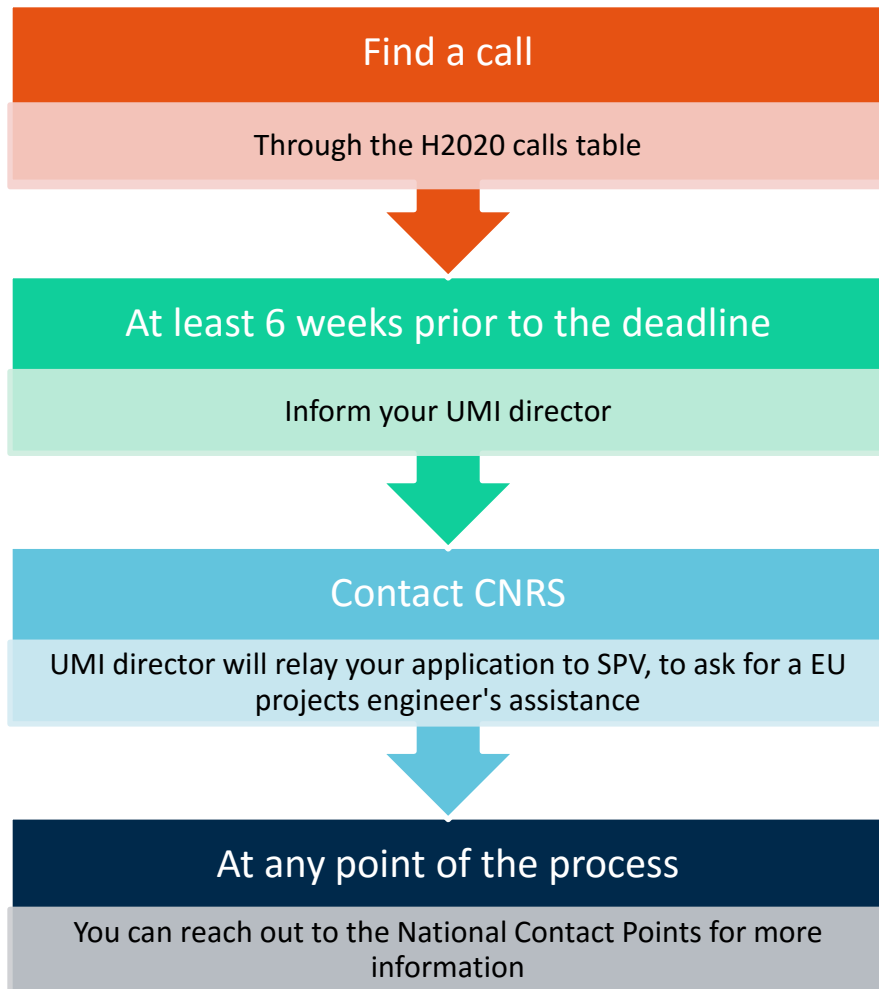 Find a call
Through the H2020 calls table
At least 6 weeks prior to the deadline
Inform your UMI director
Contact CNRS
UMI director will relay your application to SPV, to ask for a EU
projects engineer's assistance
At any point of the process
You can reach out to the National Contact Points for more
information